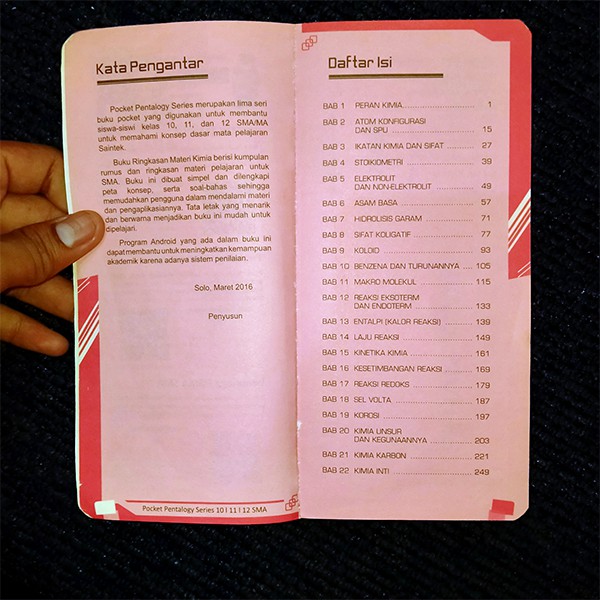 Kata Pengantar
Pocket Pentalogy Series merupakan lima seri
buku pocket yang digunakan untuk membantu
siswa-siswi kelas 10, 11, dan 12 SMA/MA
untuk memahami konsep dasar mata pelajaran
Saintek.
Buku Ringkasan Materi Kimia berisi kumpulan
rumus dan ringkasan materi pelajaran untuk
SMA. Buku ini dibuat simpel dan dilengkapi
peta konsep, serta soal-bahas sehingga
memudahkan pengguna dalam mendalami materi
dan pengaplikasiannya. Tata letak yang menarik
dan berwarna menjadikan buku ini mudah untuk
dipelajari.
Program Android yang ada dalam buku ini
dapat membantu untuk meningkatkan kemampuan
akademik karena adanya sistem penilaian.
Solo, Maret 2016
Penyusun
Pocket Pentalogy Series 10 | 11 | 12 SMA
Daftar Isi
BAB 1 PERAN KIMIA........................ 1
BAB 2 ATOM KONFIGURASI
DAN SPU ........................ 15
BAB 3 IKATAN KIMIA DAN SIFAT ........ 27
BAB 4 STOIKIOMETRI ........................ 39
BAB 5 ELEKTROLIT
DAN NON-ELEKTROLIT ............ 49
BAB 6 ASAM BASA ........................ 57
BAB 7 HIDROLISIS GARAM ................ 71
BAB 8 SIFAT KOLIGATIF .................... 77
BAB 9 KOLOID ........................ 93
BAB 10 BENZENA DAN TURUNANNYA .... 105
BAB 11 MAKRO MOLEKUL ................ 115
BAB 12 REAKSI EKSOTERM
DAN ENDOTERM .................... 133
BAB 13 ENTALPI (KALOR REAKSI) ........ 139
BAB 14 LAJU REAKSI .................... 149
BAB 15 KINETIKA KIMIA .................... 161
BAB 16 KESETIMBANGAN REAKSI ........ 169
BAB 17 REAKSI REDOKS .................... 179
BAB 18 SEL VOLTA ........................ 187
BAB 19 KOROSI ........................ 197
BAB 20 KIMIA UNSUR
DAN KEGUNAANNYA ................ 203
BAB 21 KIMIA KARBON .................... 221
BAB 22 KIMIA INTI ........................ 249